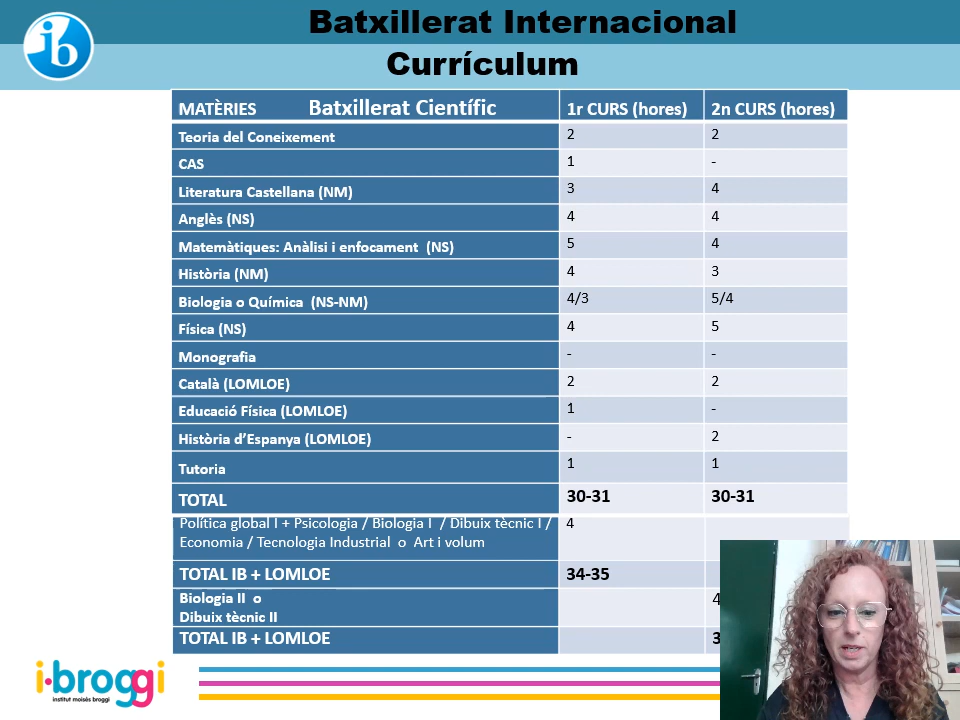 ib
Batxillerat Internacional
Currículum
MATÈRIES Batxillerat Científic 1r CURS (hores) 2n CURS (hores)
Teoria del Coneixement 2 2
CAS 1 -
Literatura Castellana (NM) 3 4
Anglès (NS) 4 4
Matemàtiques: Anàlisi i enfocament (NS) 5 4
Història (NM) 4 3
Biologia o Química (NS-NM) 4/3 5/4
Física (NS) 4 5
Monografia - -
Català (LOMLOE) 2 2
Educació Física (LOMLOE) 1 -
Història d'Espanya (LOMLOE) - 2
Tutoria 1 1
TOTAL 30-31 30-31
Política global I + Psicologia / Biologia I / Dibuix tècnic I / 4
Economia / Tecnologia Industrial o Art i volum
TOTAL IB + LOMLOE 34-35
Biologia II o 4
Dibuix tècnic II
TOTAL IB + LOMLOE 3
i·broggi
institut moisès broggi